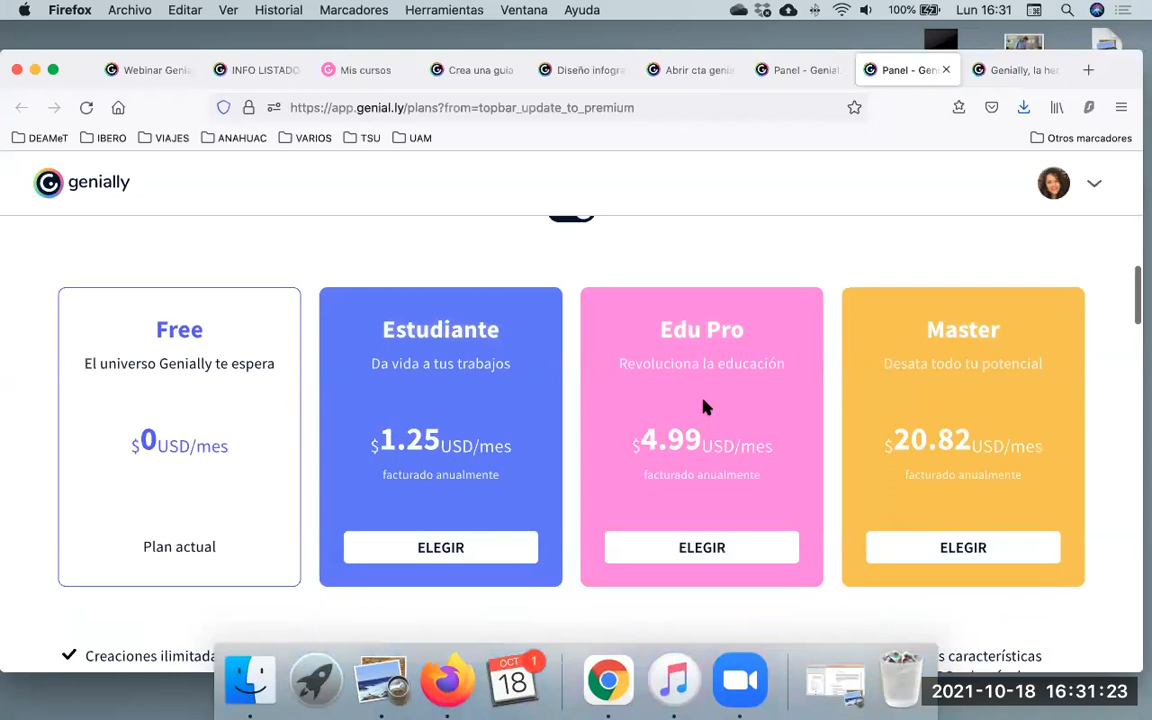 Firefox Archivo Editar Ver Historial Marcadores Herramientas Ventana Ayuda 100% Lun 16:31
Webinar Genia INFO LISTADO Mis cursos Crea una guía Diseño infogra Abrir cta genia Panel - Genial Panel - Geni Genially, la her
https://app.genial.ly/plans?from=topbar_update_to_premium
DEAMeT IBERO VIAJES ANAHUAC VARIOS TSU UAM Otros marcadores
genially
Free Estudiante Edu Pro Master
El universo Genially te espera Da vida a tus trabajos Revoluciona la educación Desata todo tu potencial
$0USD/mes $1.25USD/mes $4.99USD/mes $20.82USD/mes
facturado anualmente facturado anualmente facturado anualmente
Plan actual ELEGIR ELEGIR ELEGIR
Creaciones ilimitada s características
OCT 1
18
2021-10-18 16:31:23